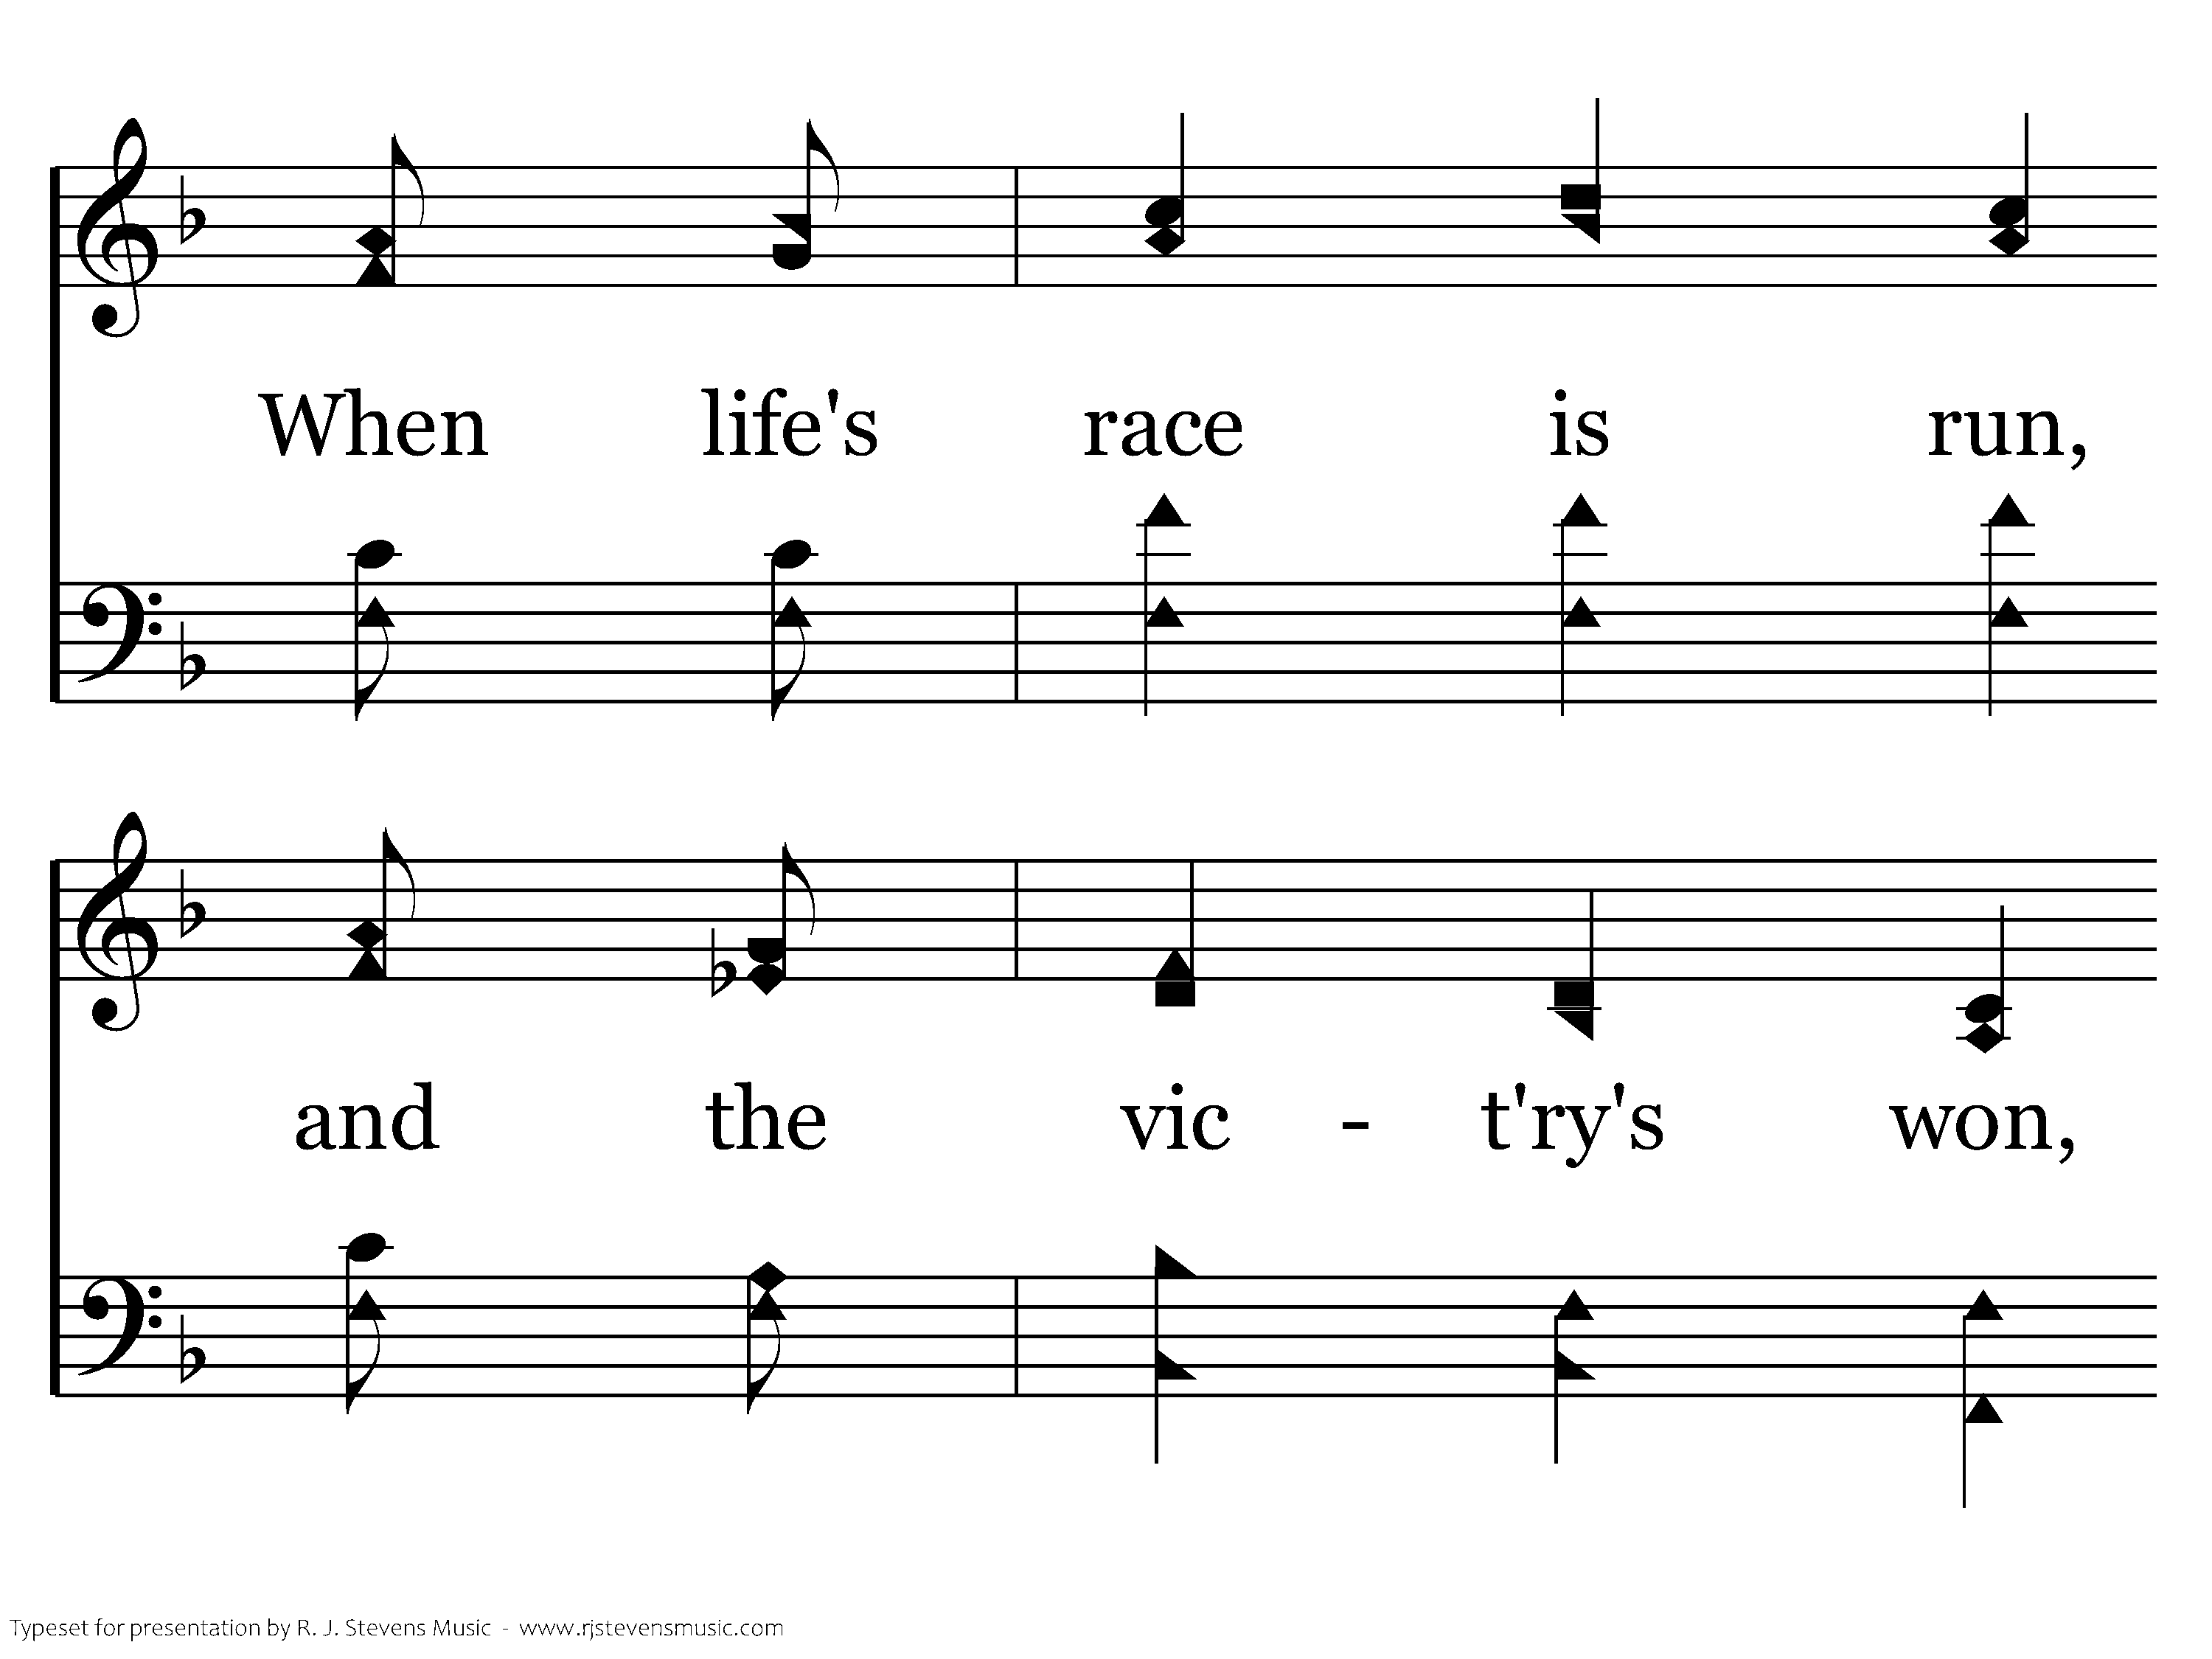 When life's race is run,
and the vic - t'ry's won,
Typeset for presentation by R. J. Stevens Music - www.rjstevensmusic.com